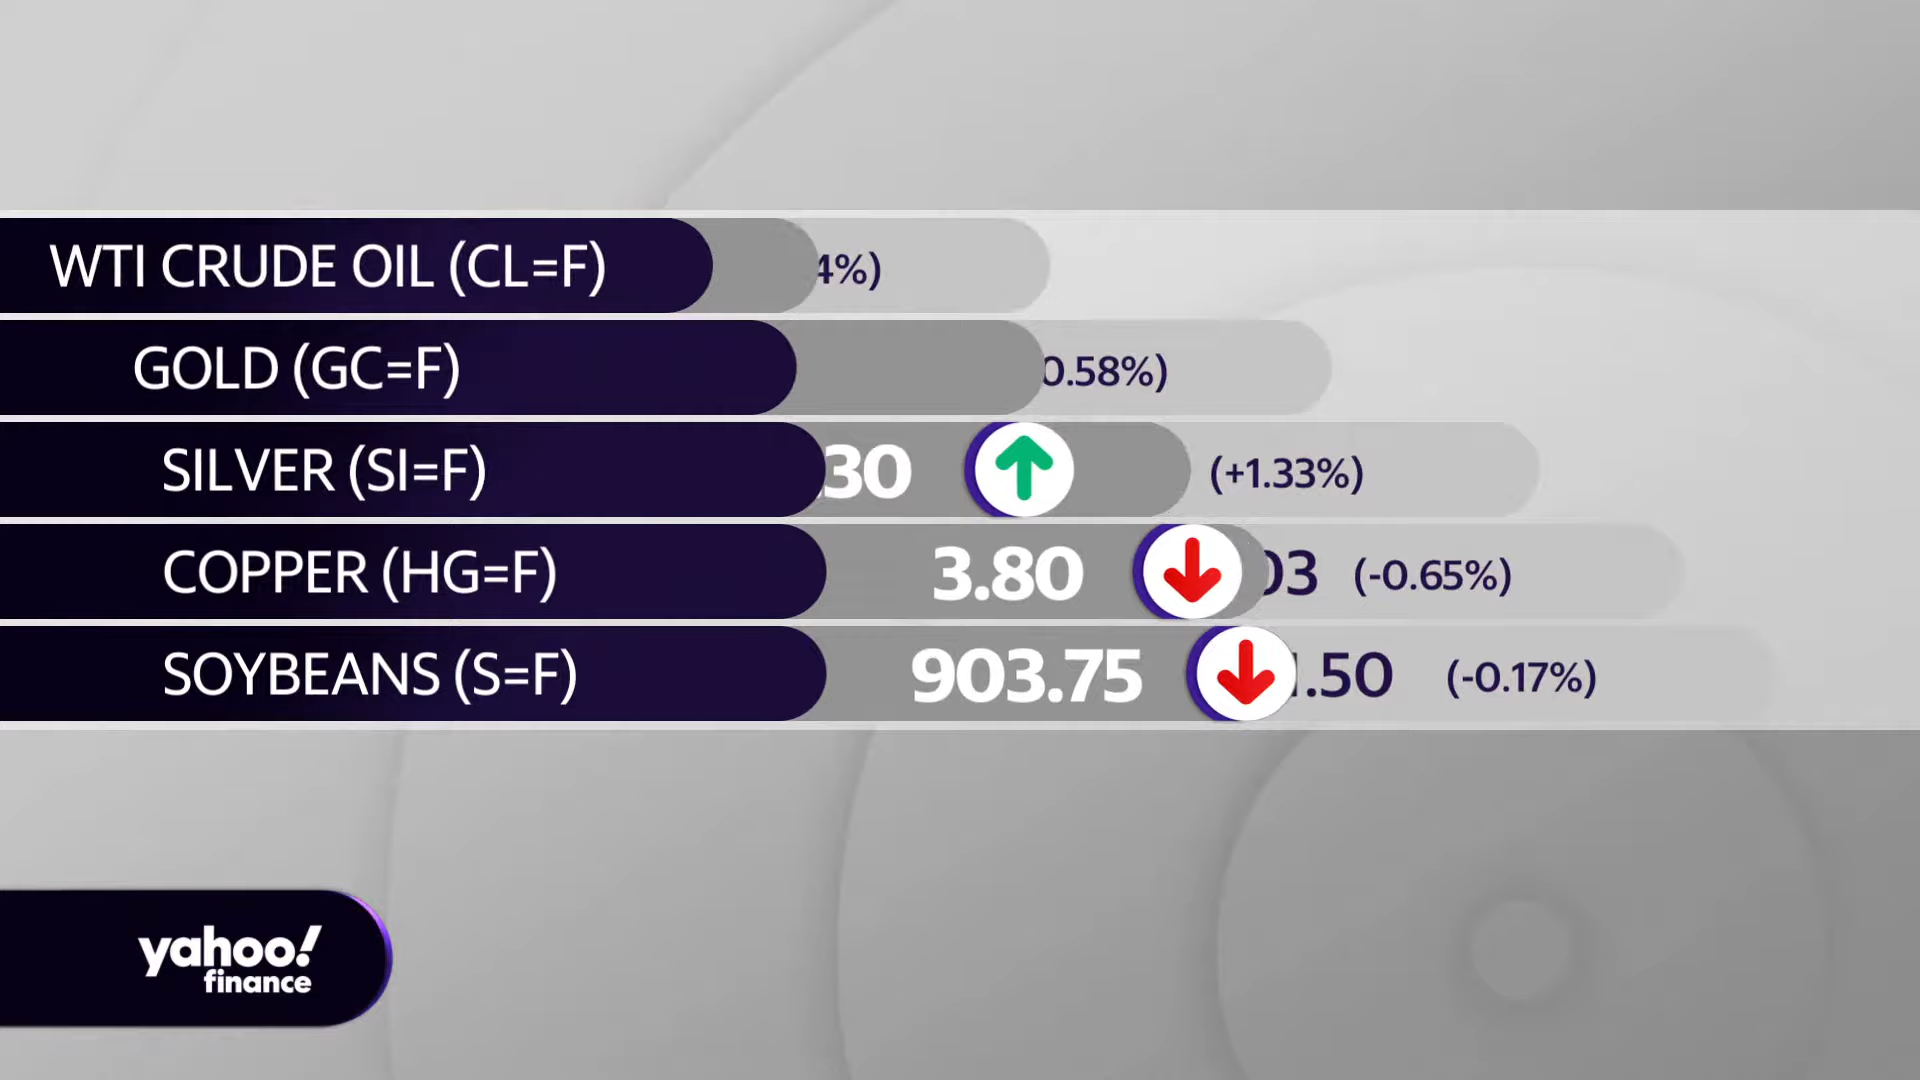 WTI CRUDE OIL (CL=F) 4%)
GOLD (GC=F) 0.58%)
SILVER (SI=F) .30 (+1.33%)
COPPER (HG=F) 3.80 03 (-0.65%)
SOYBEANS (S=F) 903.75 .50 (-0.17%)
yahoo!
finance